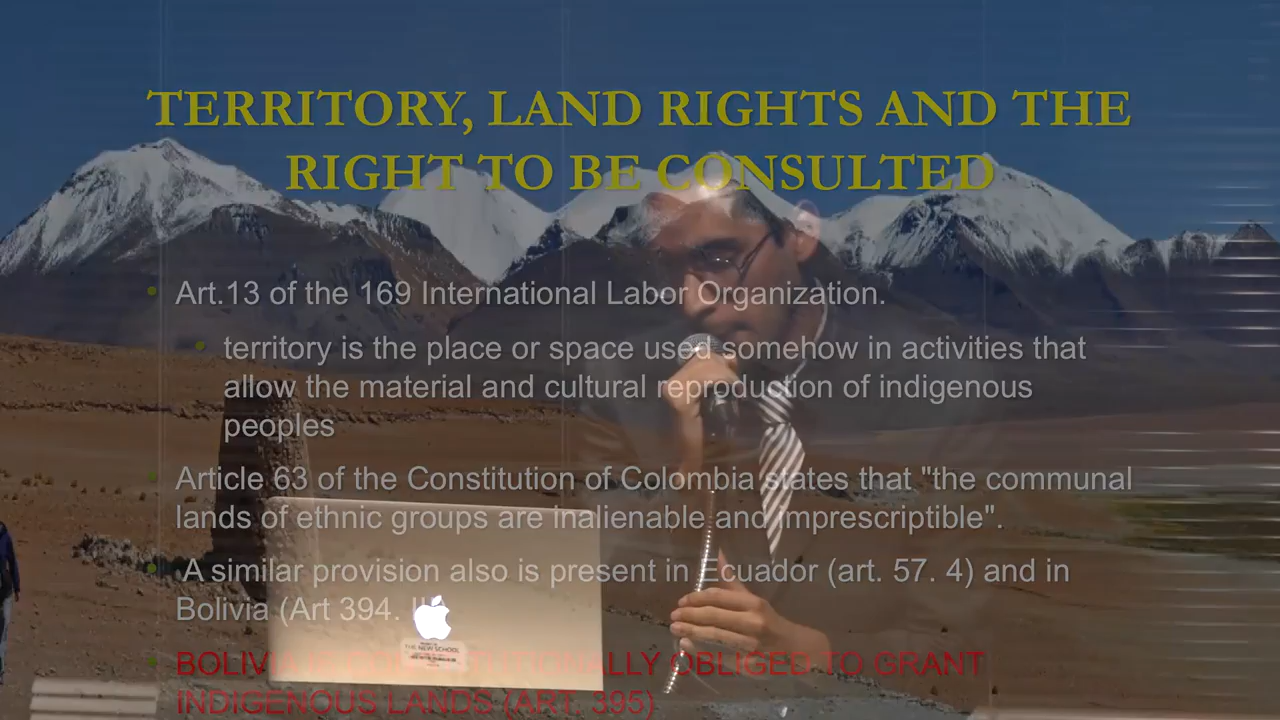 TERRITORY, LAND RIGHTS AND THE
RIGHT TO BE CONSULTED
Art.13 of the 169 International Labor Organization.
territory is the place or space used somehow in activities that
allow the material and cultural reproduction of indigenous
peoples
Article 63 of the Constitution of Colombia states that "the communal
lands of ethnic groups are inalienable and imprescriptible".
A similar provision also is present in Ecuador (art. 57. 4) and in
Bolivia (Art 394.
BOLIVIA OBLIGED TO GRANT
INDIGENOUS LANDS (ART. 395)
THE NEW SCHOOL